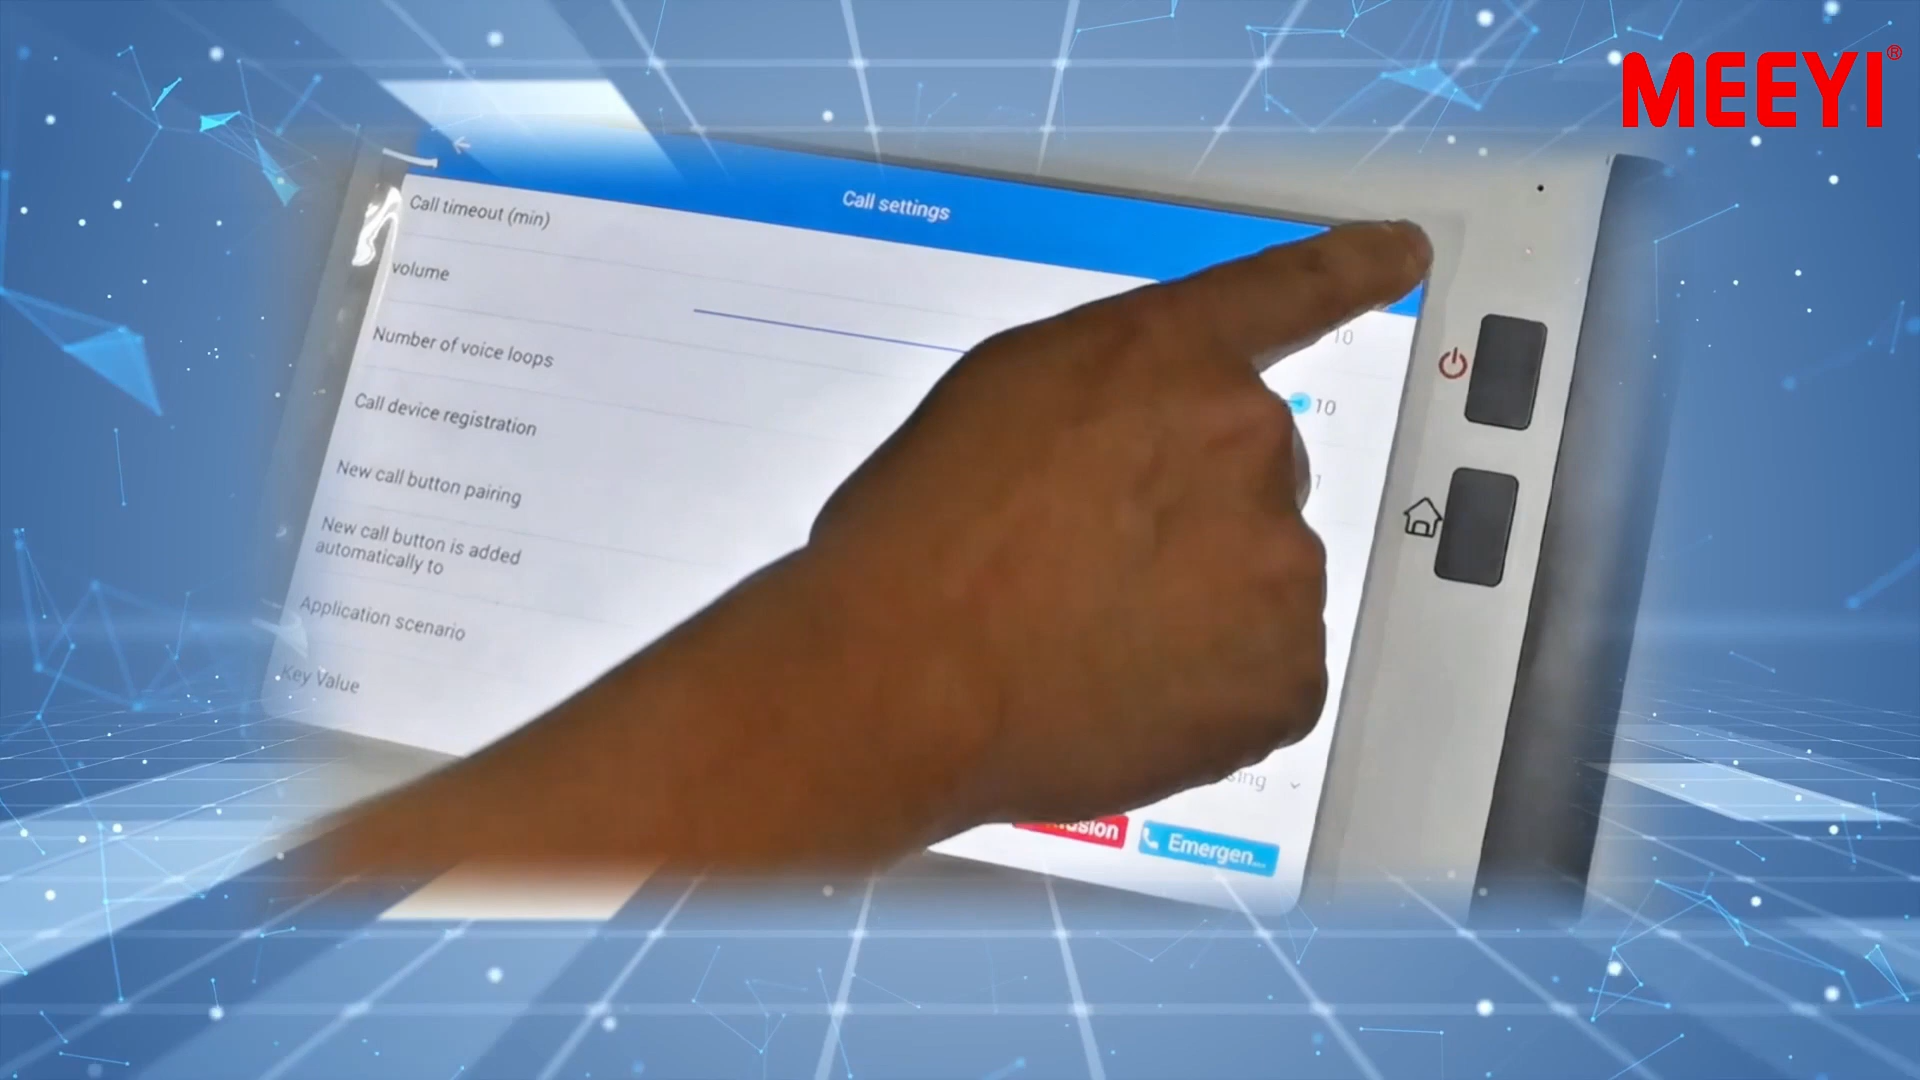 MEEYI®
Call settings
Call timeout (min)
10
volume
10
Number of voice loops
1
Call device registration
New call button pairing
New call button is added
automatically to
Application scenario
Key Value
Emergen...